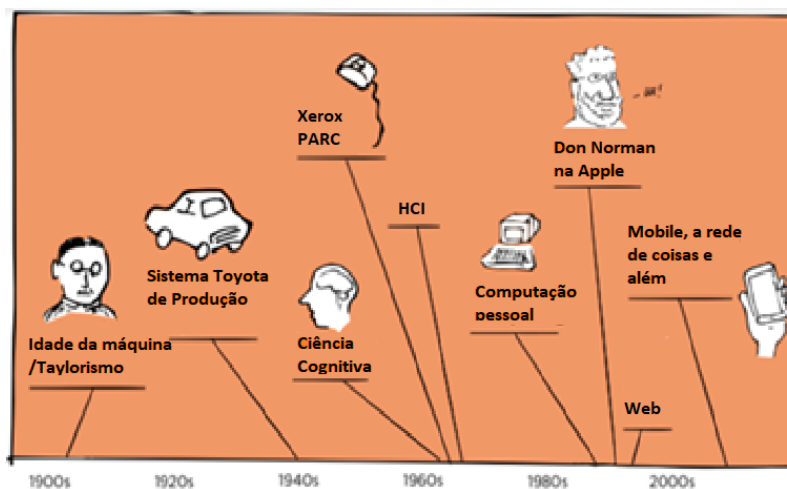 Xerox
PARC
Don Norman
na Apple
HCI
Mobile, a rede
de coisas e
além
Sistema Toyota
de Produção
Computação
pessoal
Idade da máquina
/Taylorismo
Ciência
Cognitiva
Web
1900s
1920s
1940s
1960s
1980s
2000s